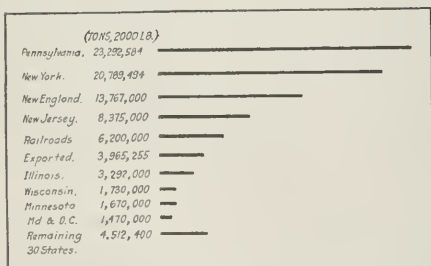 (TONS, 2000 LB.)
Pennsylvania. 23,292,584
New York. 20,789,494
New England. 13,767,000
New Jersey. 8,375,000
Railroads 6,200,000
Exported. 3,965,255
Illinois. 3,292,000
Wisconsin. 1,730,000
Minnesota 1,670,000
Md & D.C. 1,470,000
Remaining 4,512,400
30 States.